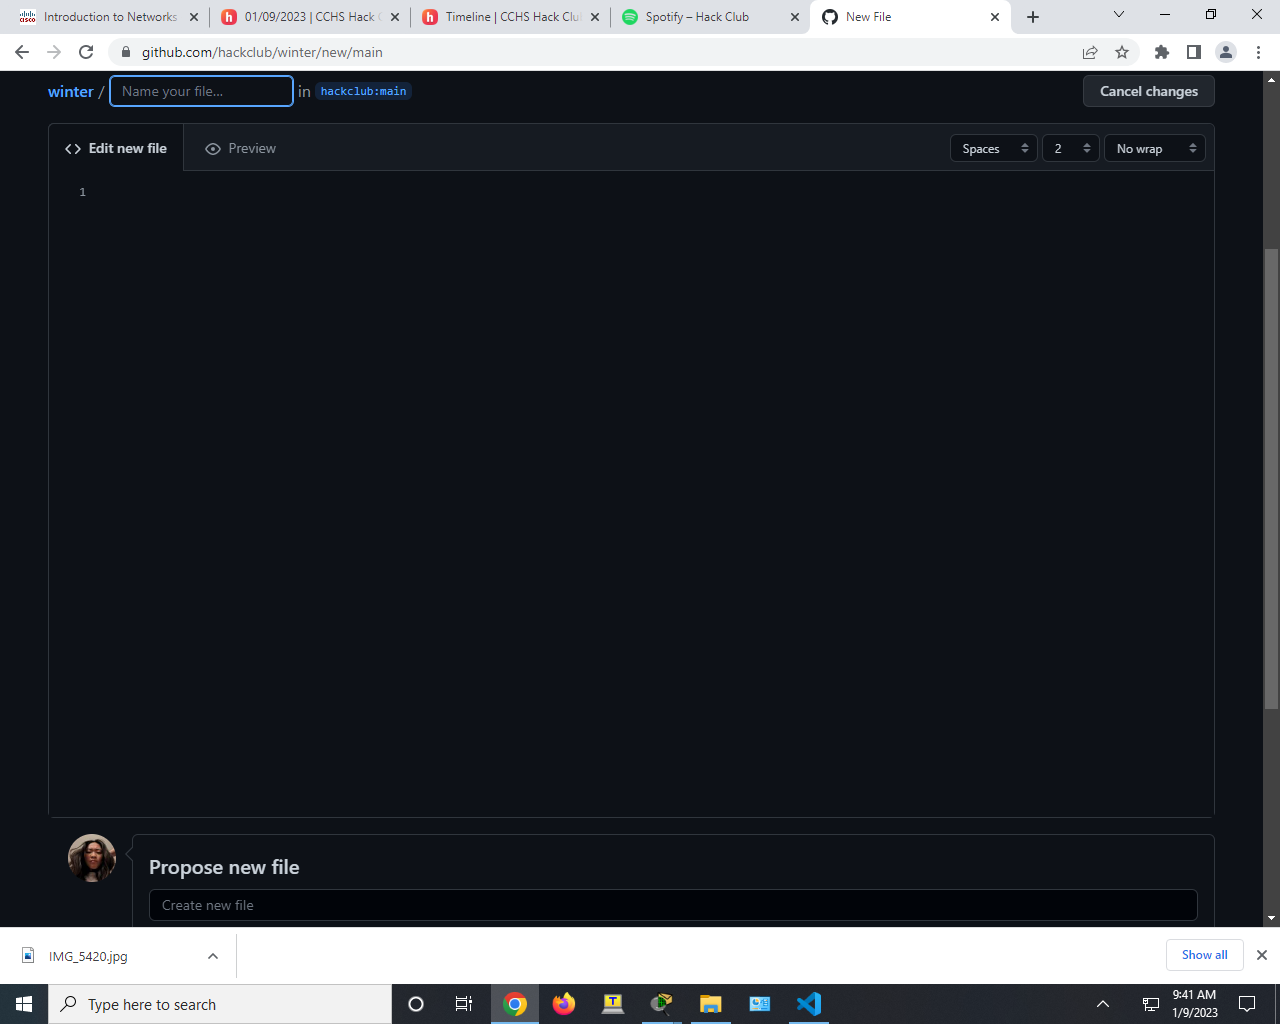 Introduction to Networks
01/09/2023 | CCHS Hack C
Timeline | CCHS Hack Clu
Spotify – Hack Club
New File
github.com/hackclub/winter/new/main
winter / Name your file... in hackclub:main
Cancel changes
Edit new file
Preview
Spaces
2
No wrap
1
Propose new file
Create new file
IMG_5420.jpg
Show all
Type here to search
9:41 AM
1/9/2023